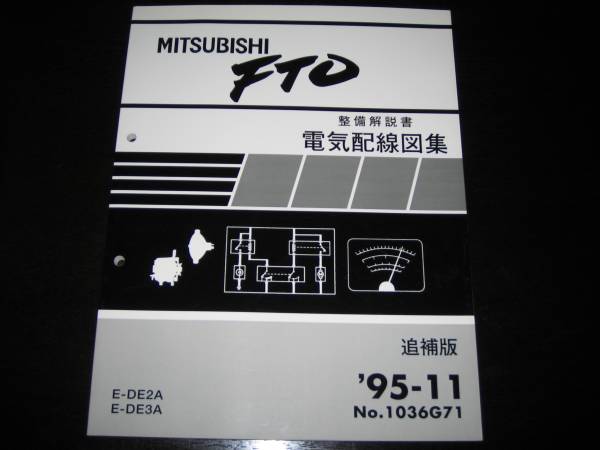 MITSUBISHI
FTO
整備解説書
電気配線図集
追補版
'95-11
No.1036G71
E-DE2A
E-DE3A